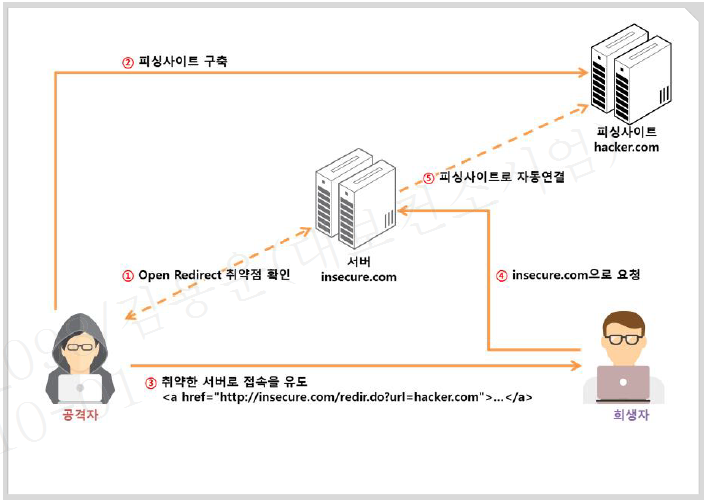 ② 피싱사이트 구축
피싱사이트
hacker.com
⑤ 피싱사이트로 자동연결
서버
insecure.com
① Open Redirect 취약점 확인
④ insecure.com으로 요청
③ 취약한 서버로 접속을 유도
<a href="http://insecure.com/redir.do?url=hacker.com">...</a>
공격자
희생자